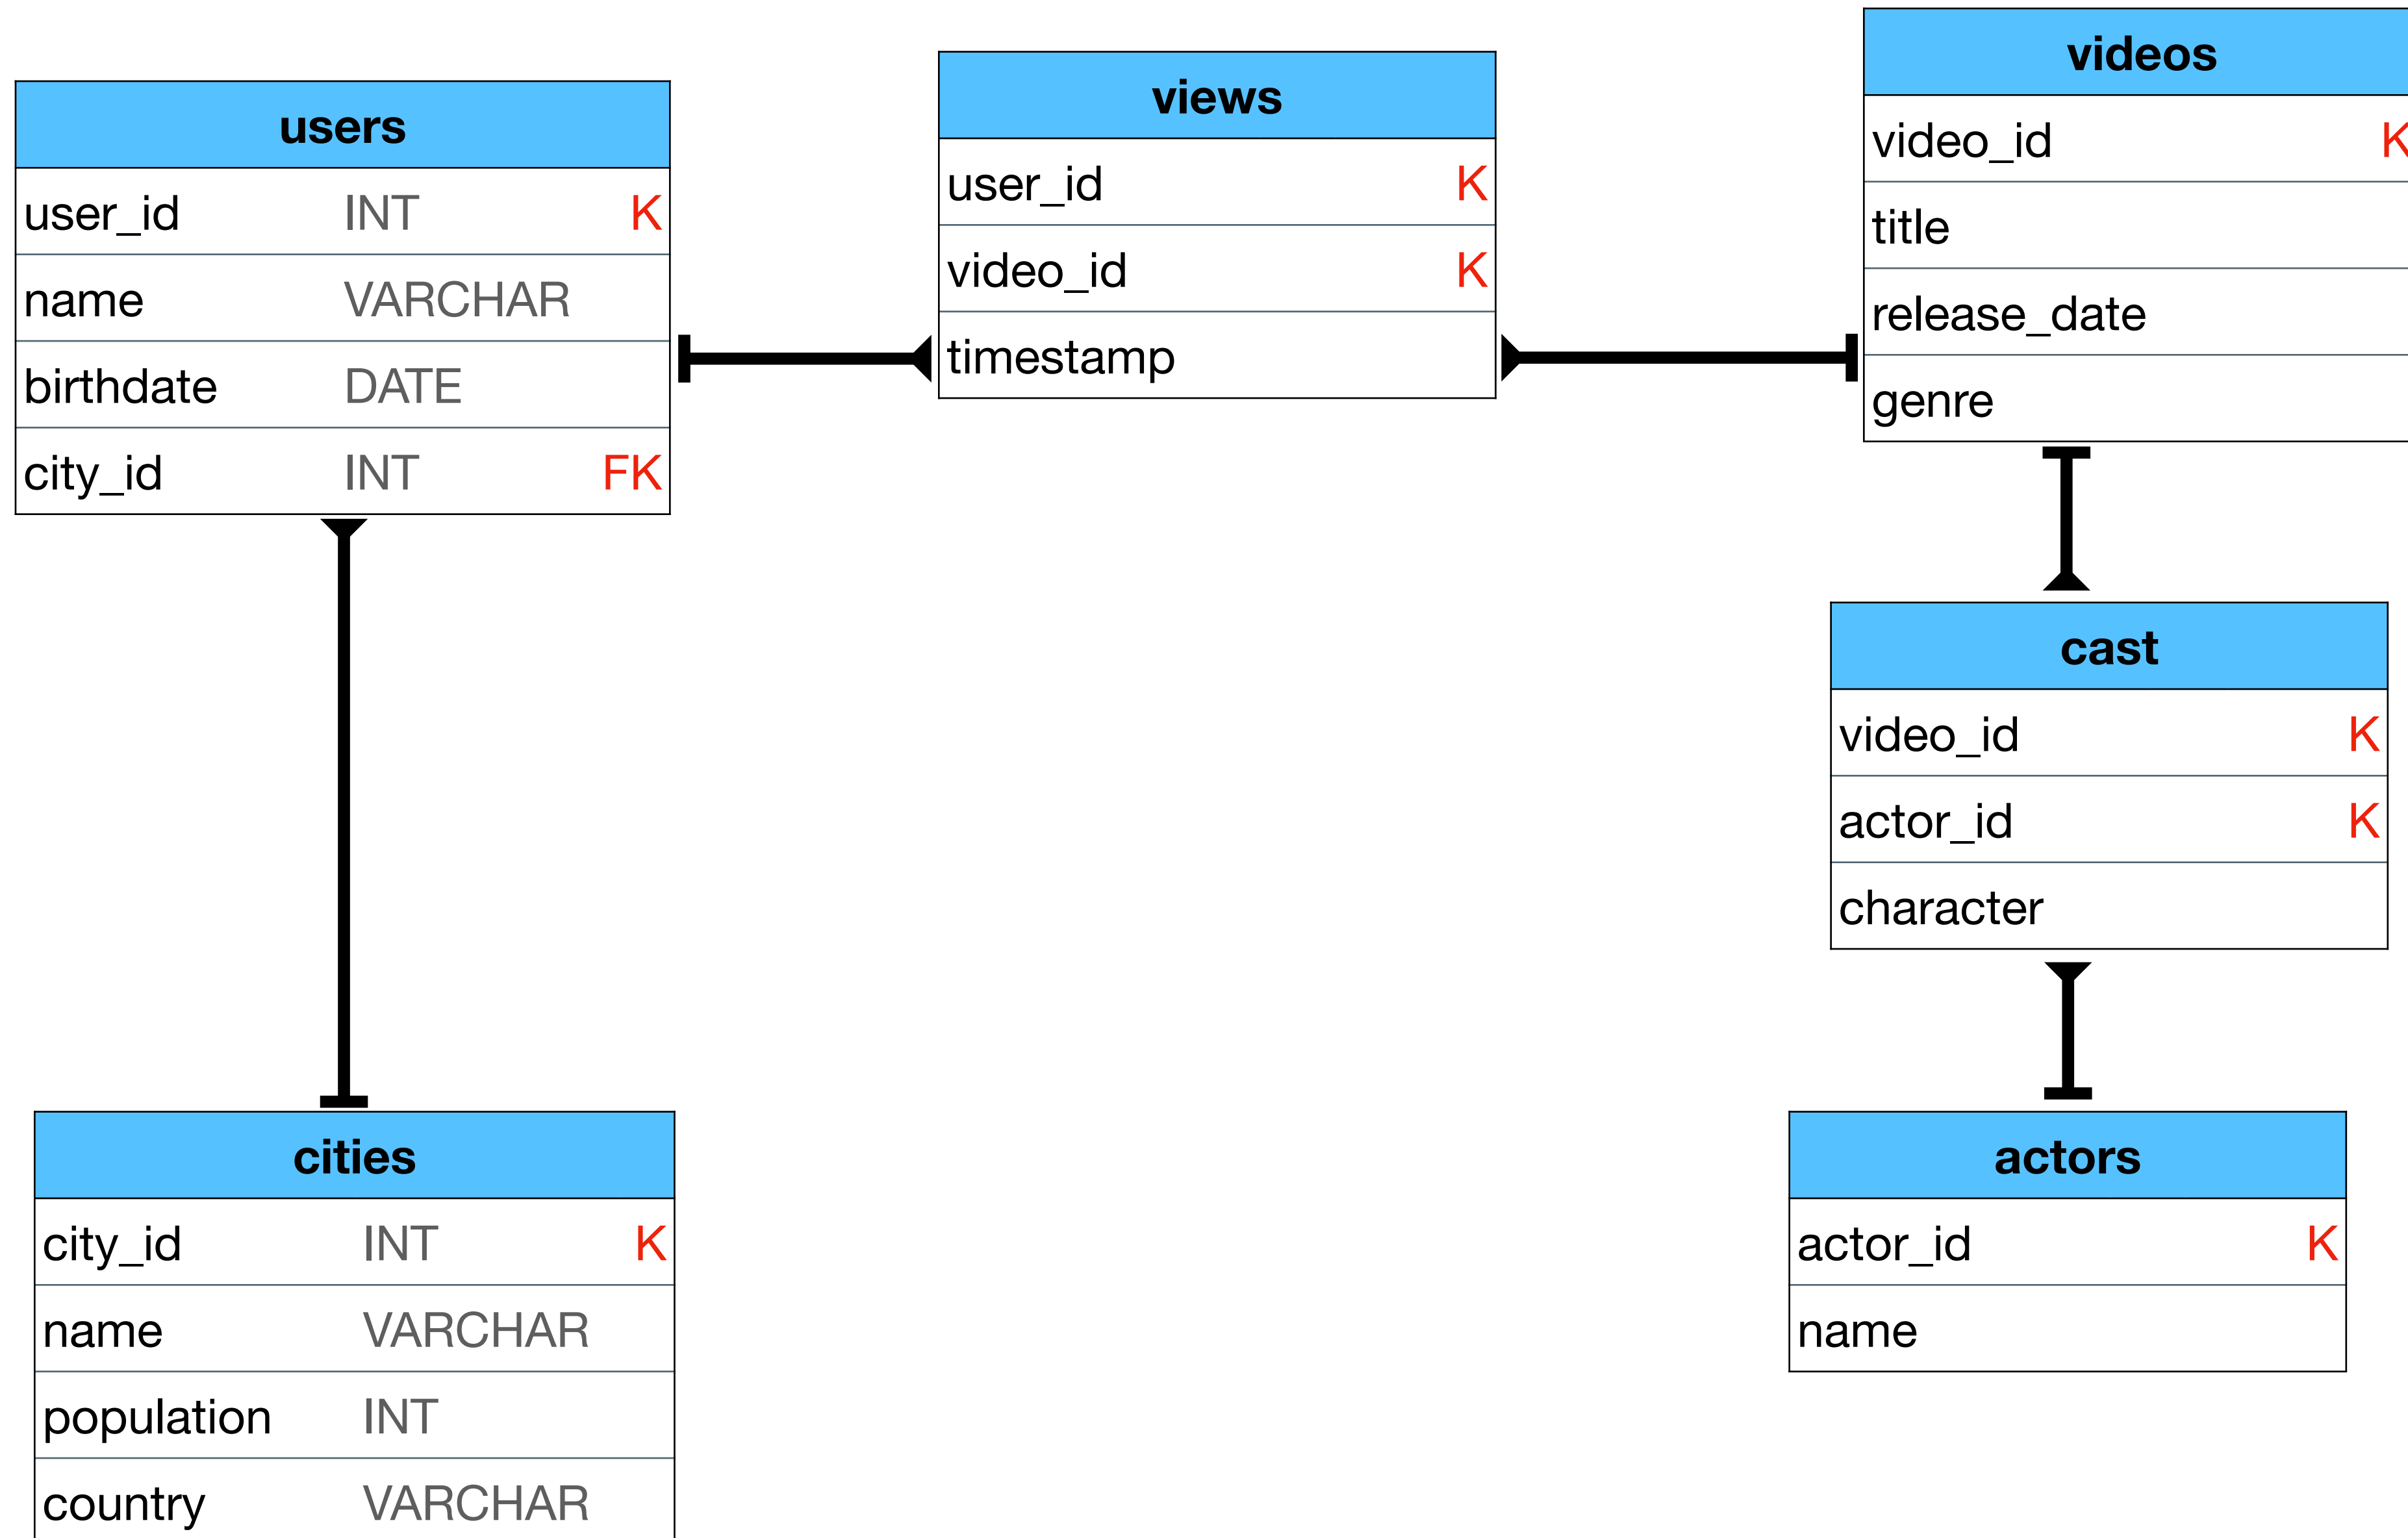 users
user_id INT K
name VARCHAR
birthdate DATE
city_id INT FK
views
user_id K
video_id K
timestamp
videos
video_id K
title
release_date
genre
cast
video_id K
actor_id K
character
cities
city_id INT K
name VARCHAR
population INT
country VARCHAR
actors
actor_id K
name